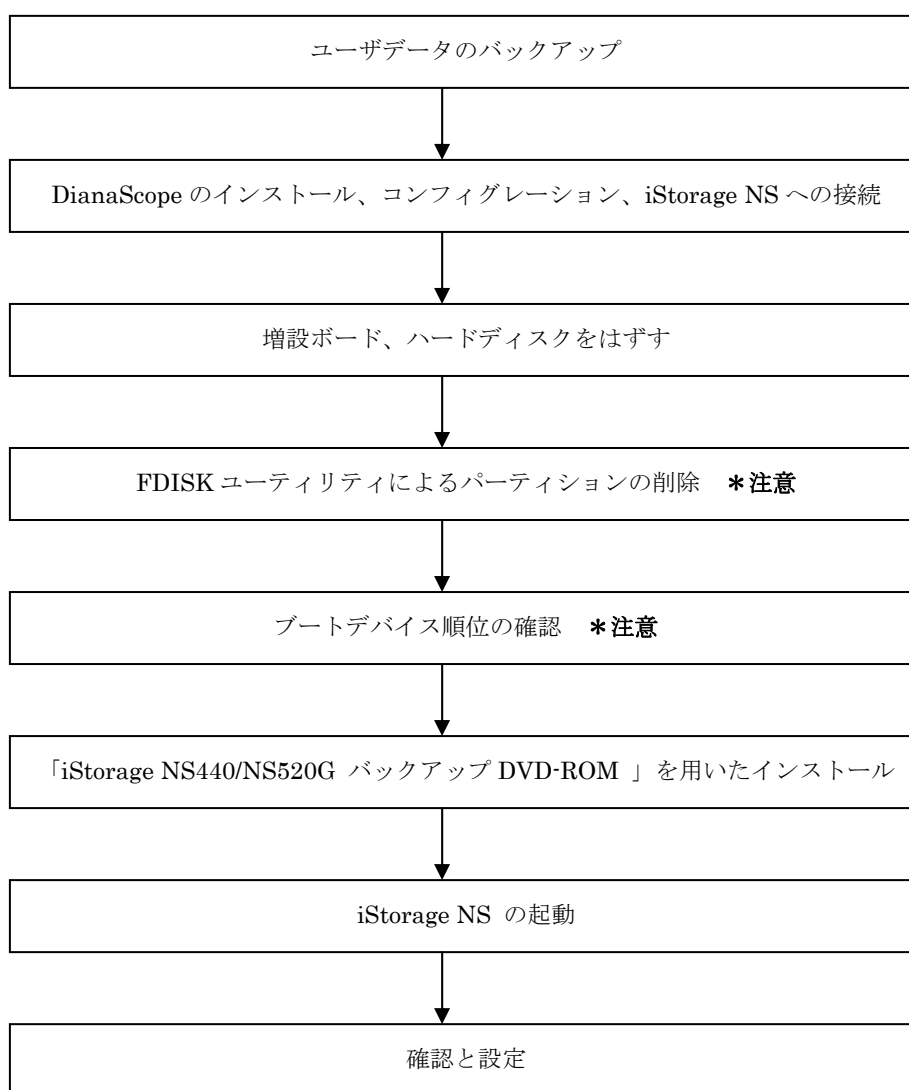 ユーザデータのバックアップ
DianaScope のインストール、コンフィグレーション、iStorage NS への接続
増設ボード、ハードディスクをはずす
FDISK ユーティリティによるパーティションの削除　＊注意
ブートデバイス順位の確認　＊注意
「iStorage NS440/NS520G バックアップ DVD-ROM 」を用いたインストール
iStorage NS の起動
確認と設定